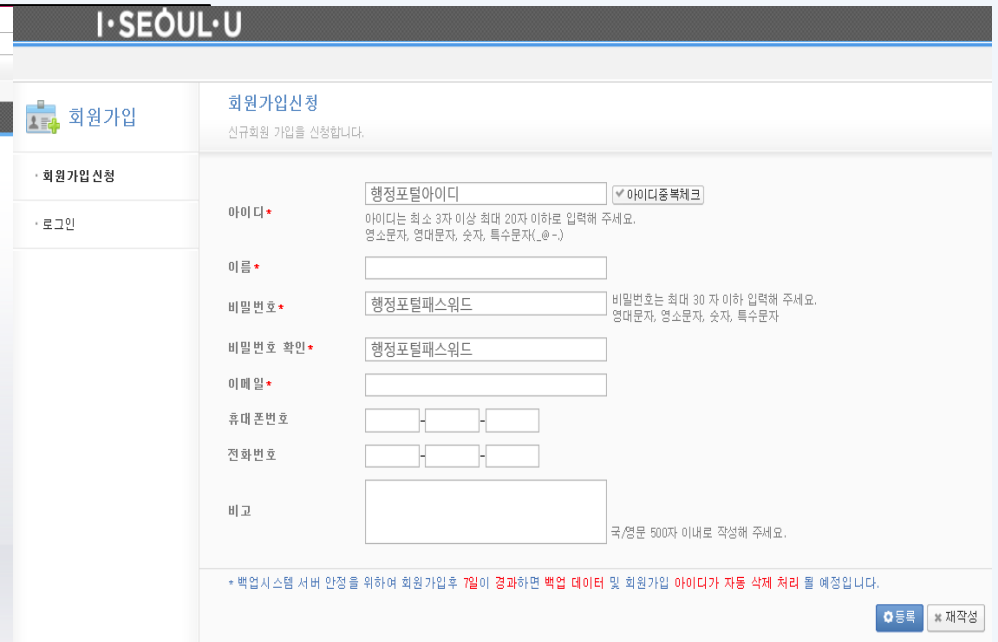 I·SEOUL·U
회원가입
· 회원가입신청
· 로그인
회원가입신청
신규회원 가입을 신청합니다.
아이디*
행정포털아이디
아이디중복체크
아이디는 최소 3자 이상 최대 20자 이하로 입력해 주세요.
영소문자, 영대문자, 숫자, 특수문자(_@-.)
이름*
비밀번호*
행정포털패스워드
비밀번호는 최대 30 자 이하 입력해 주세요.
영대문자, 영소문자, 숫자, 특수문자
비밀번호 확인*
행정포털패스워드
이메일*
휴대폰번호
- -
전화번호
- -
비고
국/영문 500자 이내로 작성해 주세요.
* 백업시스템 서버 안정을 위하여 회원가입후 7일이 경과하면 백업 데이터 및 회원가입 아이디가 자동 삭제 처리 될 예정입니다.
등록
재작성